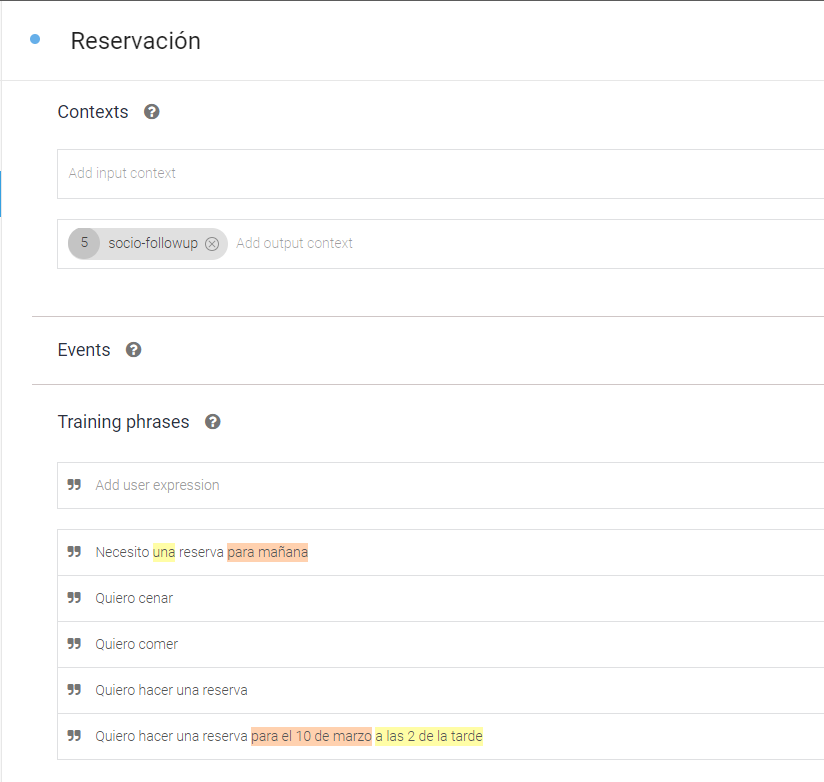 Reservación
Contexts ?
Add input context
5 socio-followup Add output context
Events ?
Training phrases ?
Add user expression
Necesito una reserva para mañana
Quiero cenar
Quiero comer
Quiero hacer una reserva
Quiero hacer una reserva para el 10 de marzo a las 2 de la tarde